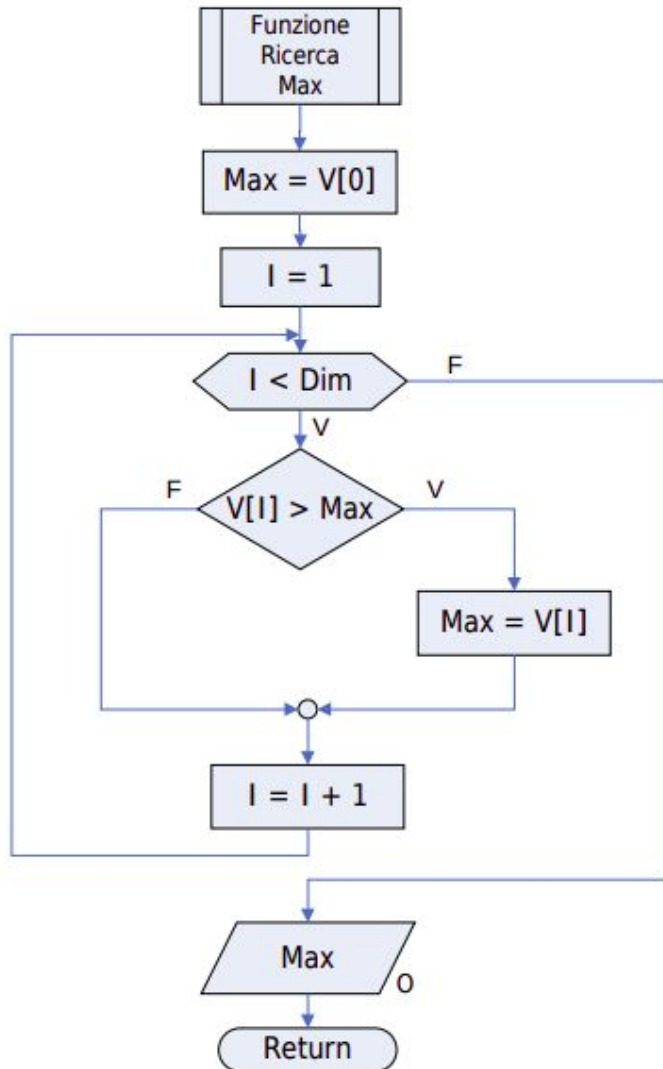 Funzione
Ricerca
Max
Max = V[0]
I = 1
I < Dim
F
V
F
V[I] > Max
V
Max = V[I]
I = I + 1
Max
O
Return